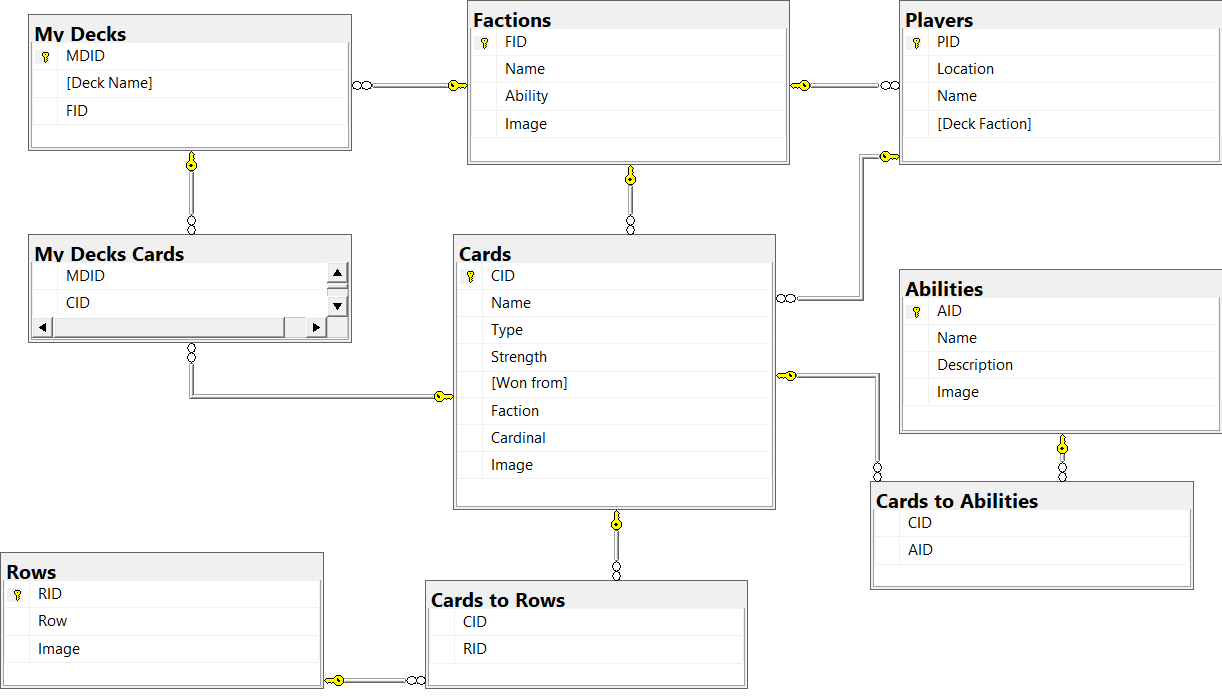 My Decks
MDID
[Deck Name]
FID
Factions
FID
Name
Ability
Image
Players
PID
Location
Name
[Deck Faction]
My Decks Cards
MDID
CID
Cards
CID
Name
Type
Strength
[Won from]
Faction
Cardinal
Image
Abilities
AID
Name
Description
Image
Cards to Abilities
CID
AID
Rows
RID
Row
Image
Cards to Rows
CID
RID